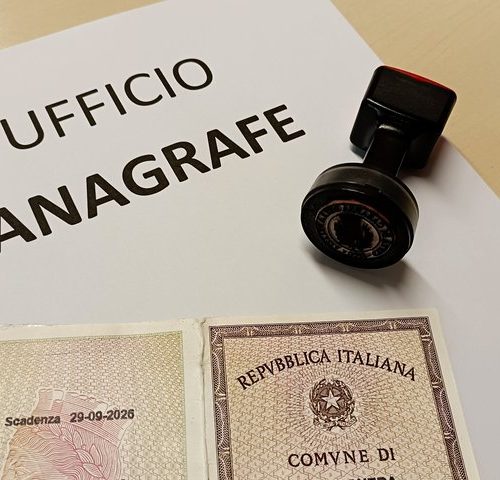 UFFICIO
ANAGRAFE
Scadenza 29-09-2026
REPVBBLICA ITALIANA
COMVNE DI